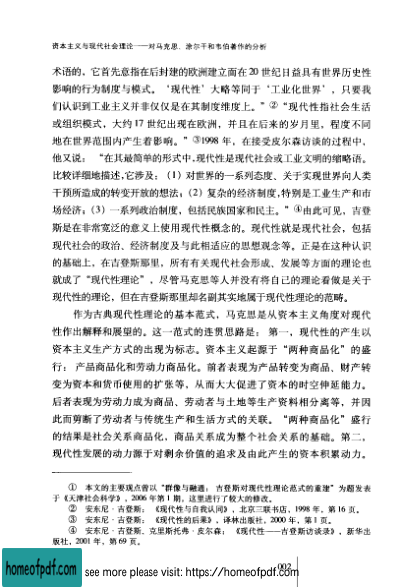 资本主义与现代社会理论——对马克思、涂尔干和韦伯著作的分析
术语的，它首先意指在后封建的欧洲建立而在20世纪日益具有世界历史性
影响的行为制度与模式。‘现代性’大略等同于‘工业化世界’，只要我
们认识到工业主义并非仅仅是在其制度维度上。”②“现代性指社会生活
或组织模式，大约17世纪出现在欧洲，并且在后来的岁月里，程度不同
地在世界范围内产生着影响。”③1998年，在接受皮尔森访谈的过程中，
他又说：“在其最简单的形式中，现代性是现代社会或工业文明的缩略语。
比较详细地描述，它涉及：（1）对世界的一系列态度、关于实现世界向人类
干预所造成的转变开放的想法；（2）复杂的经济制度，特别是工业生产和市
场经济；（3）一系列政治制度，包括民族国家和民主。”④由此可见，吉登
斯是在非常宽泛的意义上使用现代性概念的。现代性就是现代社会，包括
现代社会的政治、经济制度及与此相适应的思想观念等。正是在这种认识
的基础上，在吉登斯那里，所有有关现代社会形成、发展等方面的理论也
就成了“现代性理论”，尽管马克思等人并没有将自己的理论看做是关于
现代性的理论，但在吉登斯那里却名副其实地属于现代性理论的范畴。
作为古典现代性理论的基本范式，马克思是从资本主义角度对现代
性作出解释和展望的。这一范式的连贯思路是：第一，现代性的产生以
资本主义生产方式的出现为标志。资本主义起源于“两种商品化”的盛
行：产品商品化和劳动力商品化。前者表现为产品转变为商品、财产转
变为资本和货币使用的扩张等，从而大大促进了资本的时空伸延能力。
后者表现为劳动力成为商品、劳动者与土地等生产资料相分离等，并因
此而剪断了劳动者与传统生产和生活方式的关联。“两种商品化”盛行
的结果是社会关系商品化，商品关系成为整个社会关系的基础。第二，
现代性发展的动力源于对剩余价值的追求及由此产生的资本积累动力。
① 本文的主要观点曾以“群像与融通：吉登斯对现代性理论范式的重建”为题发表
于《天津社会科学》，2006年第1期，这里进行了较大的修改。
② 安东尼·吉登斯：《现代性与自我认同》，北京三联书店，1998年，第16页。
③ 安东尼·吉登斯：《现代性的后果》，译林出版社，2000年，第1页。
④ 安东尼·吉登斯、克里斯托弗·皮尔森：《现代性——吉登斯访谈录》，新华出
版社，2001年，第69页。
002
homeofpdf.com
see more please visit: https://homeofpdf.com